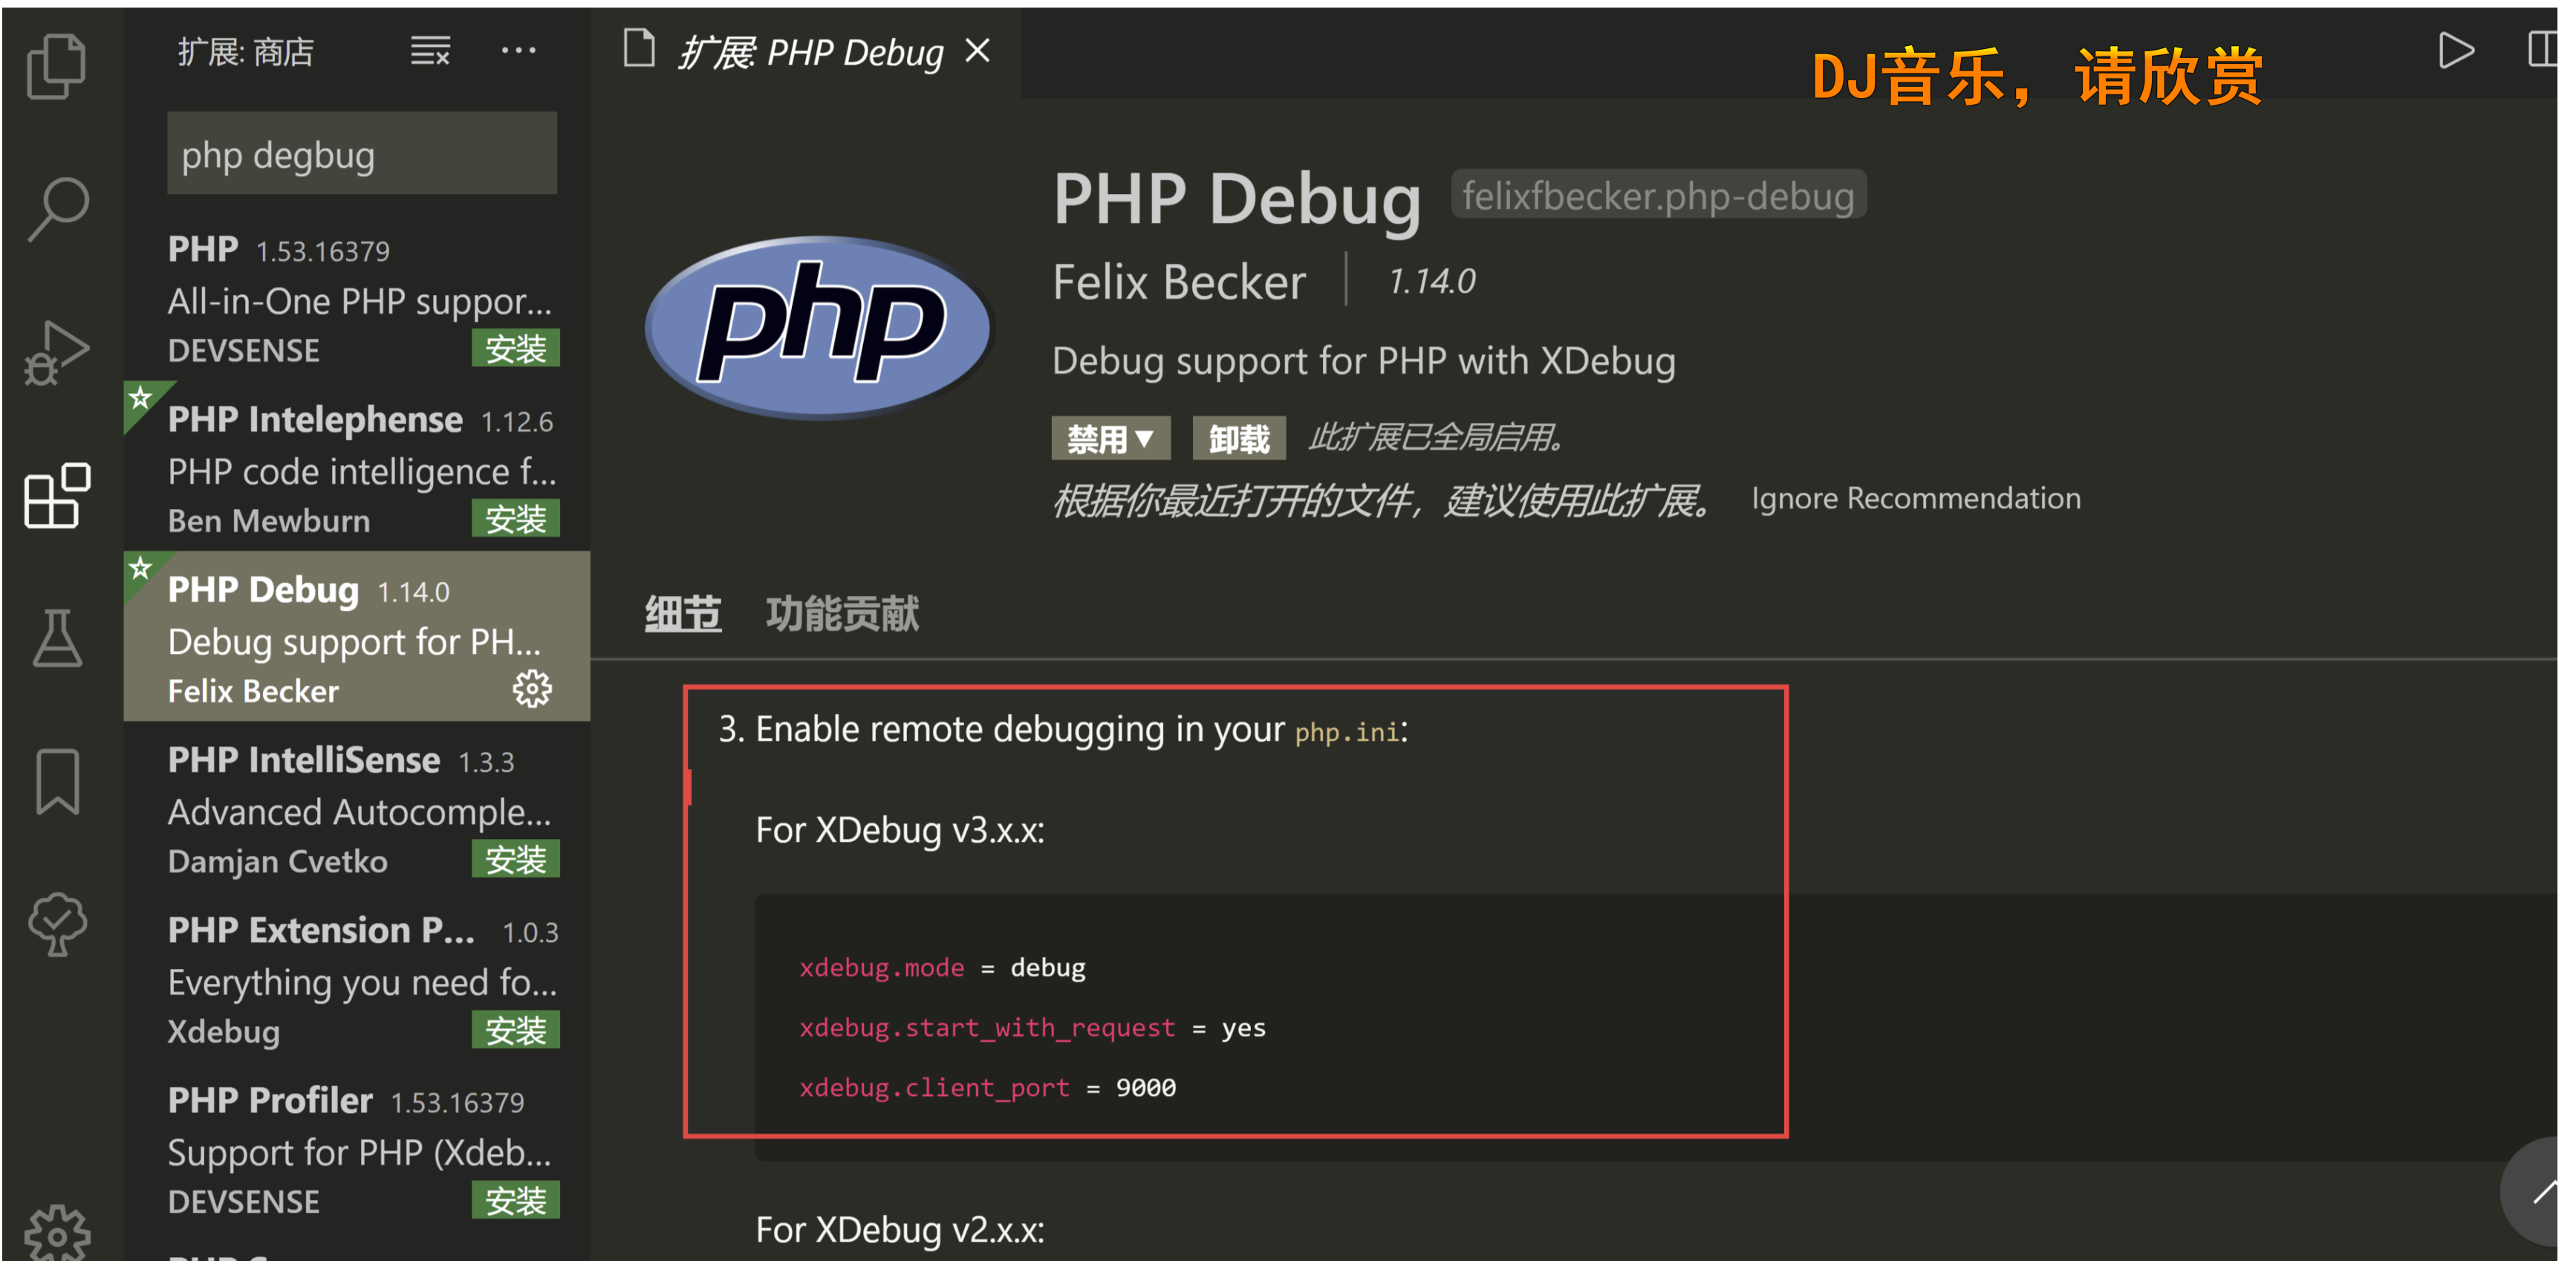 扩展: 商店
php degbug
PHP 1.53.16379
All-in-One PHP suppor...
DEVSENSE 安装
PHP Intelephense 1.12.6
PHP code intelligence f...
Ben Mewburn 安装
PHP Debug 1.14.0
Debug support for PH...
Felix Becker
PHP IntelliSense 1.3.3
Advanced Autocomple...
Damjan Cvetko 安装
PHP Extension P... 1.0.3
Everything you need fo...
Xdebug 安装
PHP Profiler 1.53.16379
Support for PHP (Xdeb...
DEVSENSE 安装
扩展: PHP Debug
DJ音乐，请欣赏
php
PHP Debug felixfbecker.php-debug
Felix Becker 1.14.0
Debug support for PHP with XDebug
禁用 卸载 此扩展已全局启用。
根据你最近打开的文件，建议使用此扩展。 Ignore Recommendation
细节 功能贡献
3. Enable remote debugging in your php.ini:
For XDebug v3.x.x:
xdebug.mode = debug
xdebug.start_with_request = yes
xdebug.client_port = 9000
For XDebug v2.x.x: